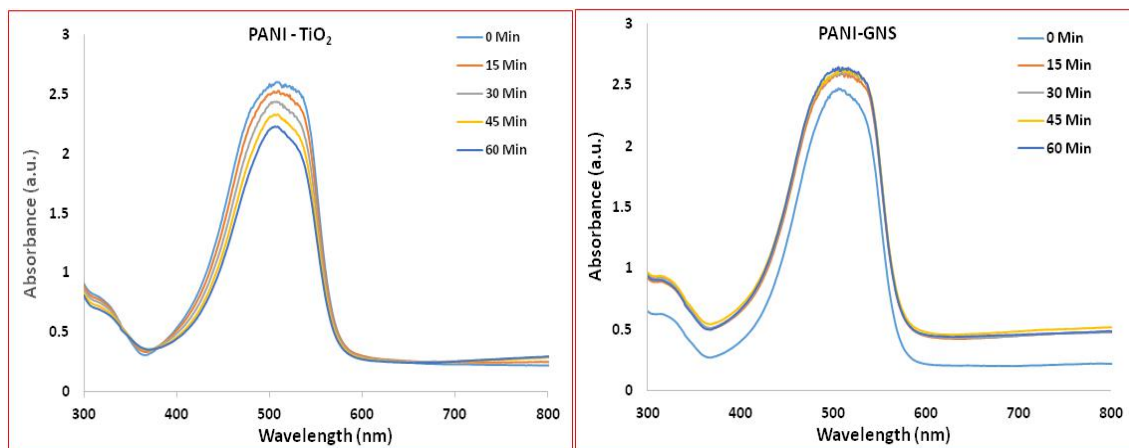 PANI - TiO₂
0 Min
15 Min
30 Min
45 Min
60 Min
3
2.5
2
1.5
1
0.5
0
Absorbance (a.u.)
300 400 500 600 700 800
Wavelength (nm)
PANI-GNS
0 Min
15 Min
30 Min
45 Min
60 Min
3
2.5
2
1.5
1
0.5
0
Absorbance (a.u.)
300 400 500 600 700 800
Wavelength (nm)